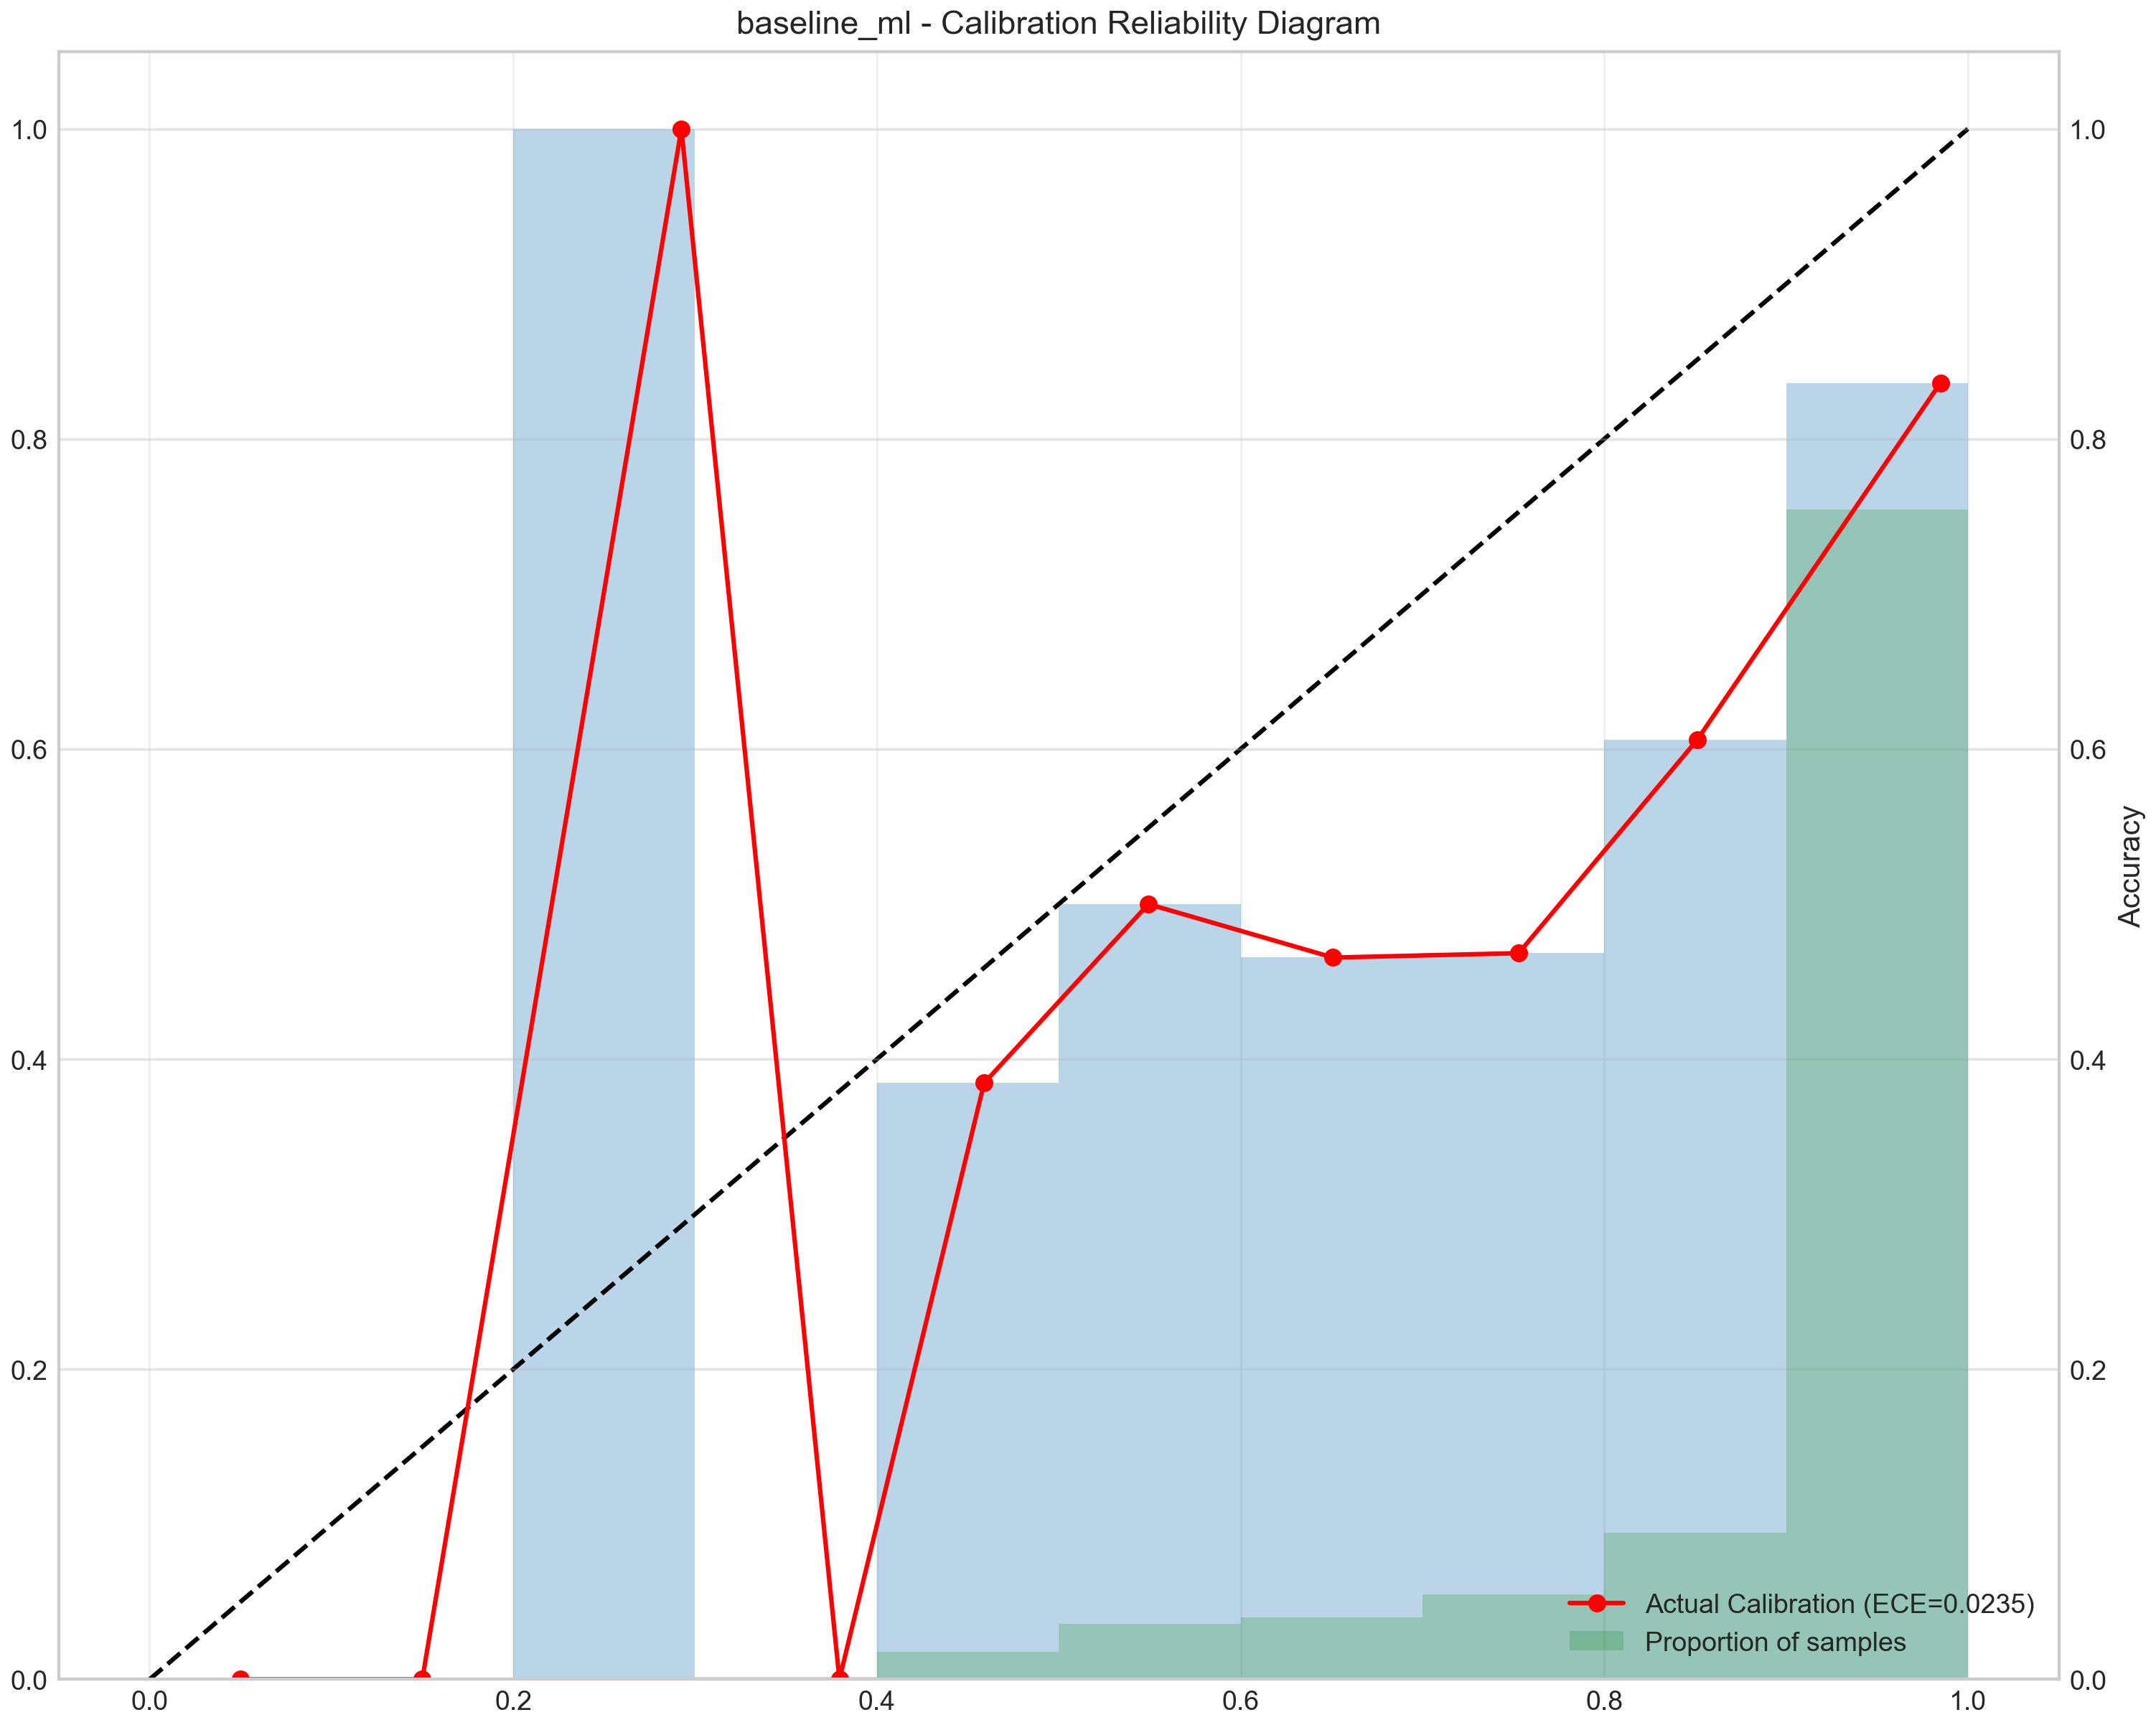 baseline_ml - Calibration Reliability Diagram
1.0
0.8
0.6
0.4
0.2
0.0
1.0
0.8
0.6
0.4
0.2
0.0
Accuracy
Actual Calibration (ECE=0.0235)
Proportion of samples
0.0 0.2 0.4 0.6 0.8 1.0